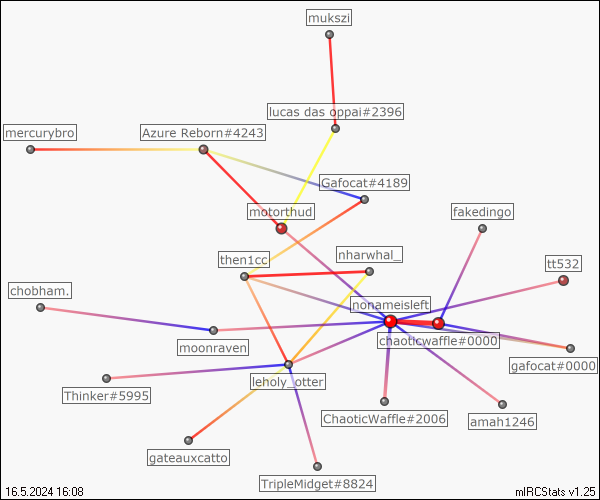 mukszi
lucas das oppai#2396
mercurybro
Azure Reborn#4243
Gafocat#4189
motorthud
fakedingo
then1cc
nharwhal_
tt532
chobham.
nonameisleft
moonraven
chaoticwaffle#0000
gafocat#0000
leholy_otter
Thinker#5995
ChaoticWaffle#2006
amah1246
gateauxcatto
TripleMidget#8824
16.5.2024 16:08
mIRCStats v1.25